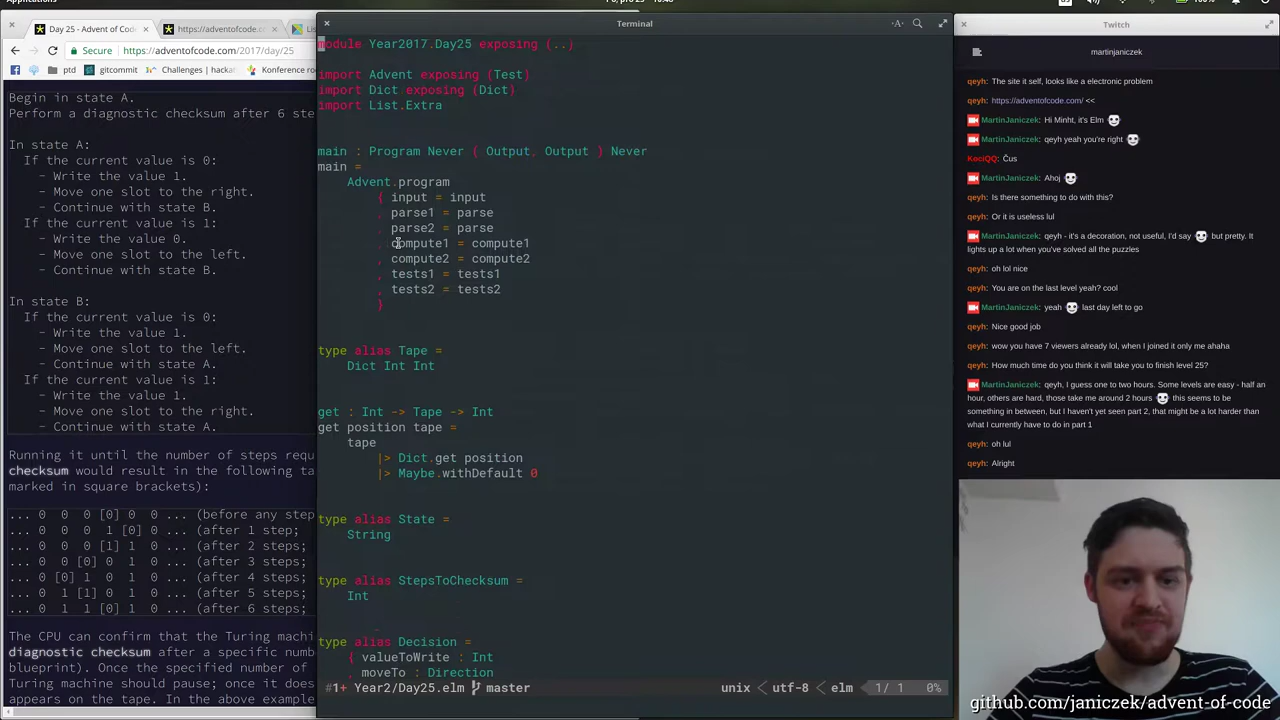 Applications
10:48
100%
Day 25 - Advent of Code
https://adventofcode.com
https://adventofcode.com/2017/day/25
ptd
gitcommit
Challenges | hackar
Konference ro
Begin in state A.
Perform a diagnostic checksum after 6 ste
In state A:
If the current value is 0:
- Write the value 1.
- Move one slot to the right.
- Continue with state B.
If the current value is 1:
- Write the value 0.
- Move one slot to the left.
- Continue with state B.
In state B:
If the current value is 0:
- Write the value 1.
- Move one slot to the left.
- Continue with state A.
If the current value is 1:
- Write the value 1.
- Move one slot to the right.
- Continue with state A.
Running it until the number of steps requ
checksum would result in the following ta
marked in square brackets):
... 0 0 0 [0] 0 0 ... (before any step
... 0 0 0 1 [0] 0 ... (after 1 step;
... 0 0 0 [1] 1 0 ... (after 2 steps;
... 0 0 [0] 0 1 0 ... (after 3 steps;
... 0 [0] 1 0 1 0 ... (after 4 steps;
... 0 1 [1] 0 1 0 ... (after 5 steps;
... 0 1 1 [0] 1 0 ... (after 6 steps;
The CPU can confirm that the Turing machi
diagnostic checksum after a specific numb
blueprint). Once the specified number of
Turing machine should pause; once it does
appears on the tape. In the above example
Terminal
-A-
module Year2017.Day25 exposing (..)
import Advent exposing (Test)
import Dict exposing (Dict)
import List.Extra
main : Program Never ( Output, Output ) Never
main =
Advent.program
{ input = input
, parse1 = parse
, parse2 = parse
, compute1 = compute1
, compute2 = compute2
, tests1 = tests1
, tests2 = tests2
}
type alias Tape =
Dict Int Int
get : Int -> Tape -> Int
get position tape =
tape
|> Dict.get position
|> Maybe.withDefault 0
type alias State =
String
type alias StepsToChecksum =
Int
type alias Decision =
{ valueToWrite : Int
, moveTo : Direction
#1+ Year2/Day25.elm master
unix < utf-8 < elm 1/ 1 0%
Twitch
martinjaniczek
qeyh: The site it self, looks like a electronic problem
qeyh: https://adventofcode.com/ <<
MartinJaniczek: Hi Minht, it's Elm
MartinJaniczek: qeyh yeah you're right
KociQQ: Čus
MartinJaniczek: Ahoj
qeyh: Is there something to do with this?
qeyh: Or it is useless lul
MartinJaniczek: qeyh - it's a decoration, not useful, I'd say but pretty. It
lights up a lot when you've solved all the puzzles
qeyh: oh lol nice
qeyh: You are on the last level yeah? cool
MartinJaniczek: yeah last day left to go
qeyh: Nice good job
qeyh: wow you have 7 viewers already lol, when I joined it only me ahaha
qeyh: How much time do you think it will take you to finish level 25?
MartinJaniczek: qeyh, I guess one to two hours. Some levels are easy - half an
hour, others are hard, those take me around 2 hours this seems to be
something in between, but I haven't yet seen part 2, that might be a lot harder than
what I currently have to do in part 1
qeyh: oh lul
qeyh: Alright
github.com/janiczek/advent-of-code